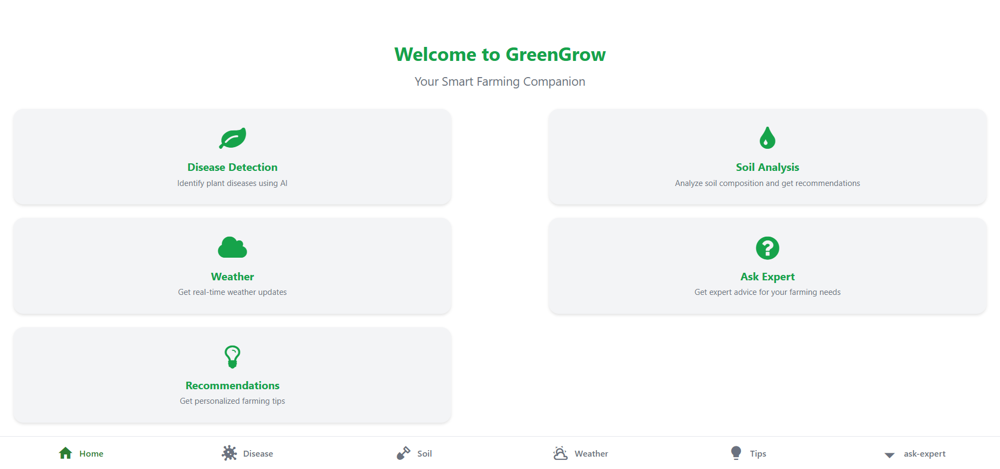 Welcome to GreenGrow
Your Smart Farming Companion
Disease Detection
Identify plant diseases using AI
Soil Analysis
Analyze soil composition and get recommendations
Weather
Get real-time weather updates
Ask Expert
Get expert advice for your farming needs
Recommendations
Get personalized farming tips
Home
Disease
Soil
Weather
Tips
ask-expert